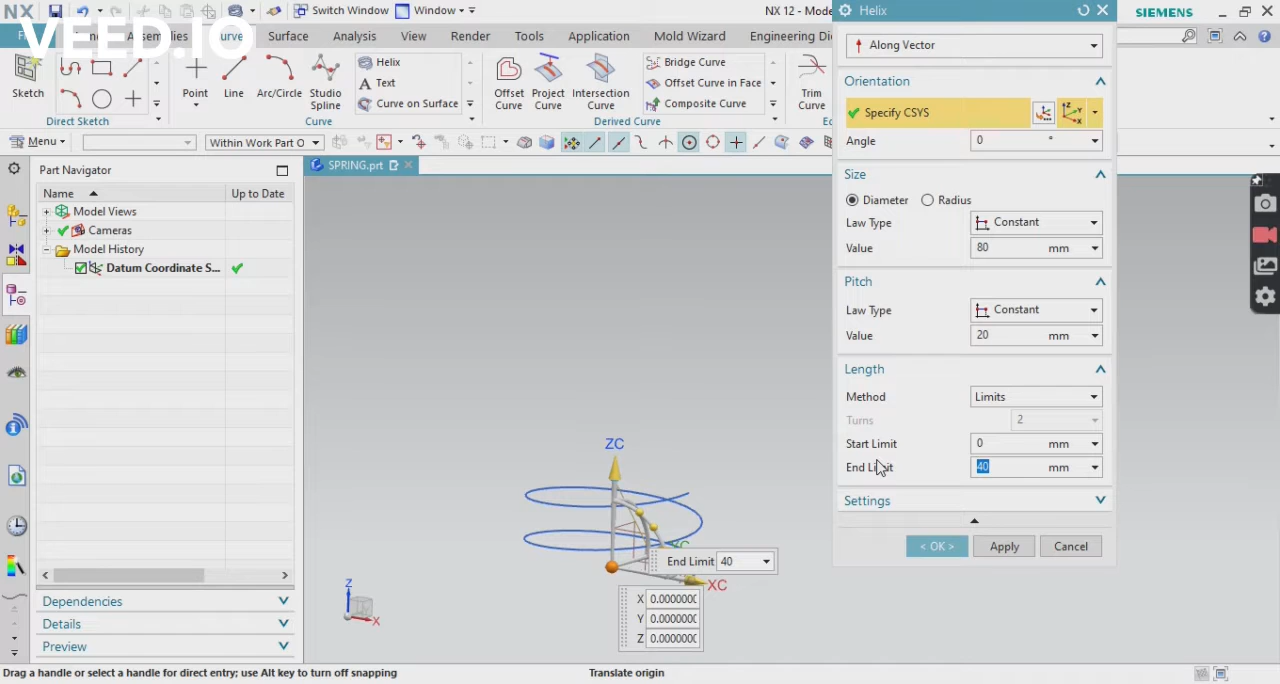 NX
Switch Window
Window
NX 12 - Mode
Helix
SIEMENS
VEED.IO
Assemblies
Curve
Surface
Analysis
View
Render
Tools
Application
Mold Wizard
Engineering Di
Along Vector
Sketch
Direct Sketch
Point
Line
Arc/Circle
Studio
Spline
Helix
Text
Curve on Surface
Curve
Offset
Curve
Project
Curve
Intersection
Curve
Bridge Curve
Offset Curve in Face
Composite Curve
Derived Curve
Trim
Curve
Orientation
Specify CSYS
Angle 0 °
Menu
Within Work Part O
Part Navigator
SPRING.prt
Name Up to Date
Model Views
Cameras
Model History
Datum Coordinate S...
Size
Diameter Radius
Law Type Constant
Value 80 mm
Pitch
Law Type Constant
Value 20 mm
Length
Method Limits
Turns 2
Start Limit 0 mm
End Limit 40 mm
Settings
< OK > Apply Cancel
ZC
YC
End Limit 40
XC
X 0.0000000
Y 0.0000000
Z 0.0000000
Z
X
Dependencies
Details
Preview
Drag a handle or select a handle for direct entry; use Alt key to turn off snapping
Translate origin